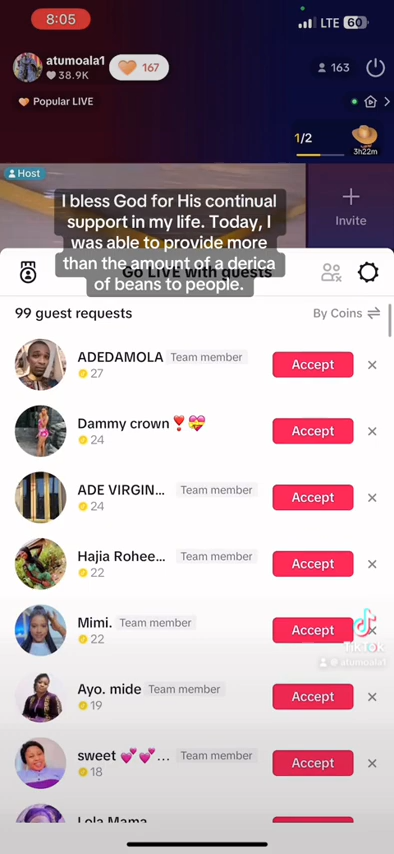 8:05
LTE 60
atumoala1
38.9K
167
163
Popular LIVE
1/2
3h22m
Host
I bless God for His continual
support in my life. Today, I
was able to provide more
than the amount of a derica
of beans to people.
Invite
Go LIVE with guests
99 guest requests
By Coins
ADEDAMOLA Team member
27
Accept
Dammy crown
24
Accept
ADE VIRGIN... Team member
24
Accept
Hajia Rohee... Team member
22
Accept
Mimi. Team member
22
Accept
TikTok
@atumoala1
Ayo. mide Team member
19
Accept
sweet 💕💕... Team member
18
Accept
Lola Mama